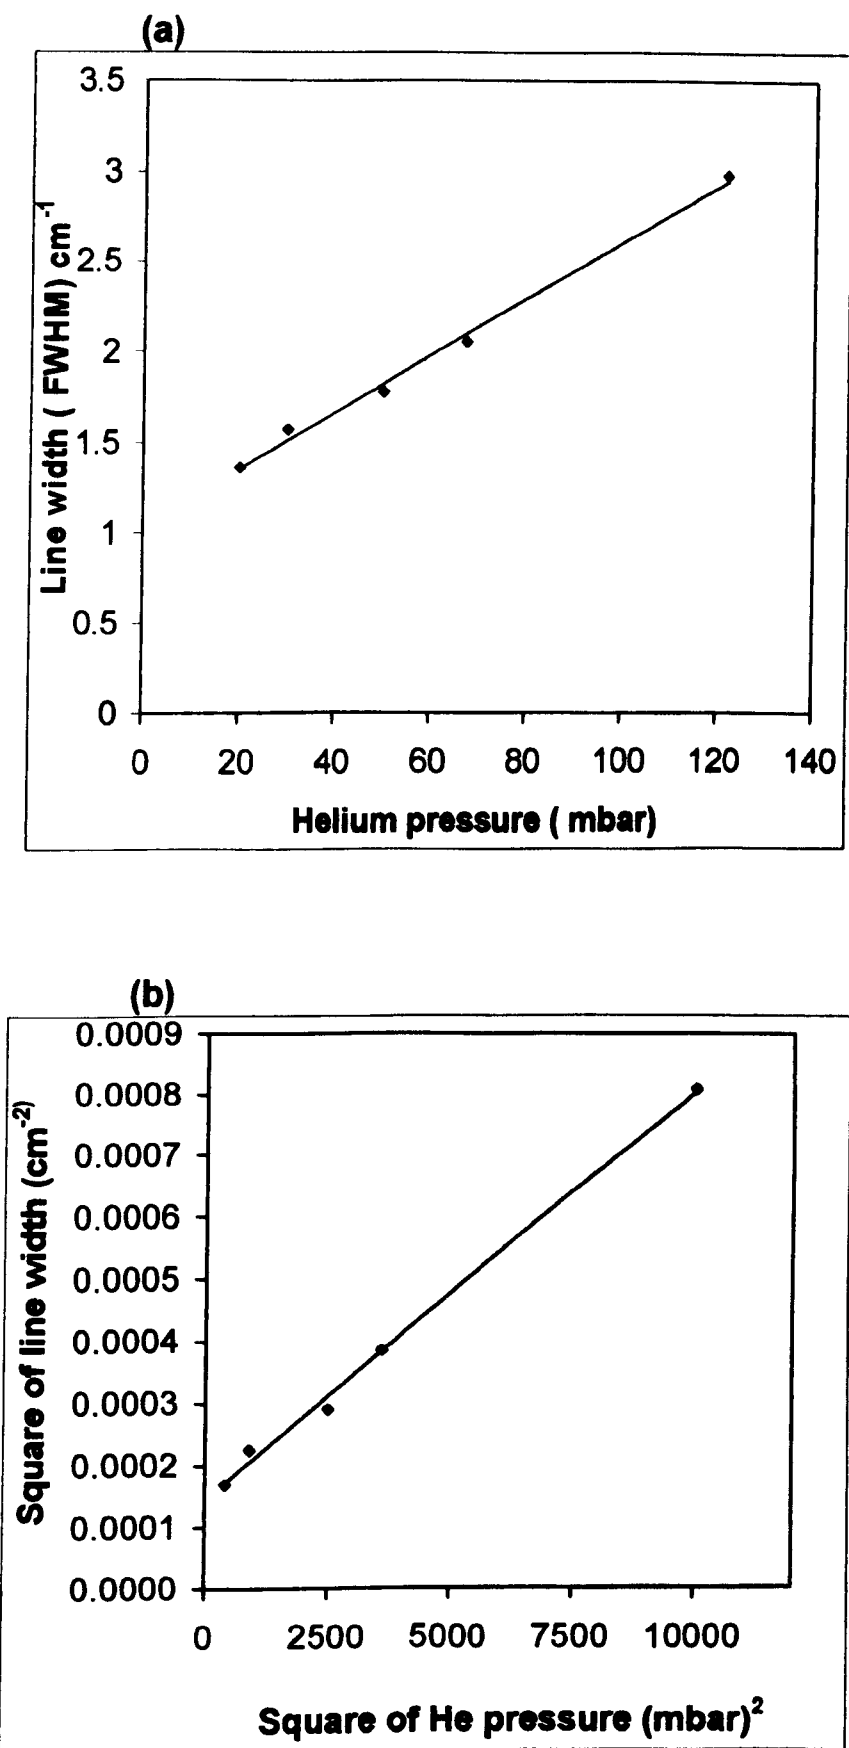 (a)
3.5
3
2.5
2
1.5
1
0.5
0
Line width ( FWHM) cm-1
0 20 40 60 80 100 120 140
Helium pressure ( mbar)
(b)
0.0009
0.0008
0.0007
0.0006
0.0005
0.0004
0.0003
0.0002
0.0001
0.0000
Square of line width (cm-2)
0 2500 5000 7500 10000
Square of He pressure (mbar)2